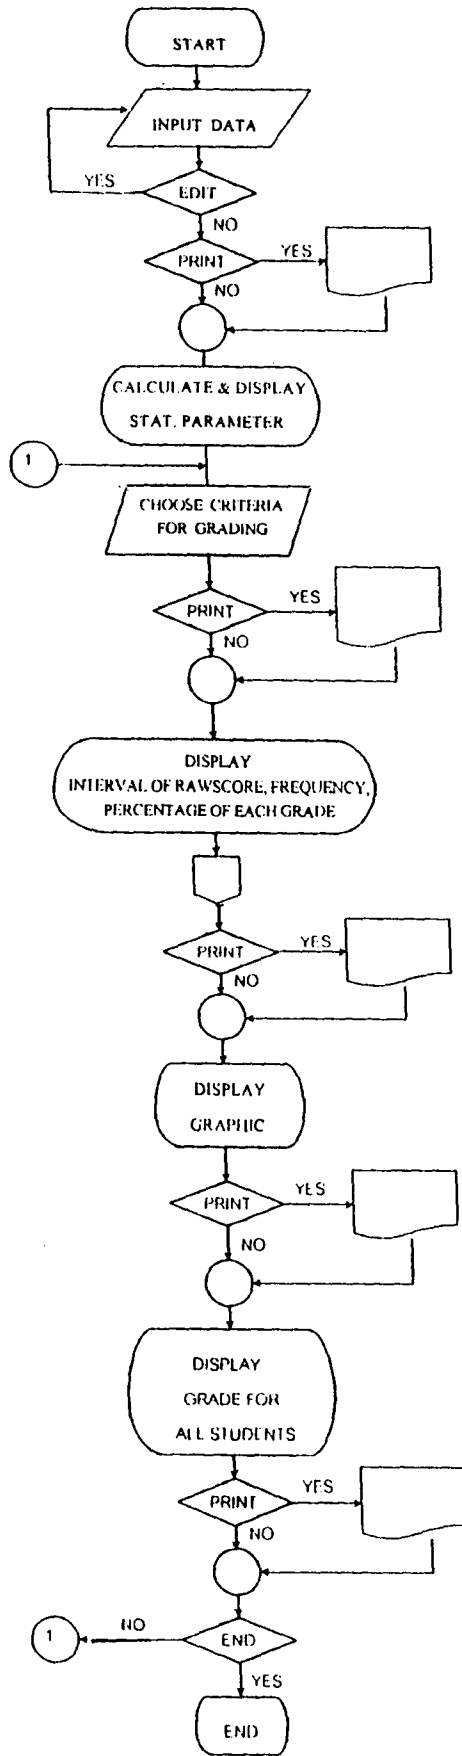 START
INPUT DATA
YES
EDIT
NO
PRINT
YES
NO
CALCULATE & DISPLAY
STAT. PARAMETER
1
CHOOSE CRITERIA
FOR GRADING
PRINT
YES
NO
DISPLAY
INTERVAL OF RAWSCORE, FREQUENCY,
PERCENTAGE OF EACH GRADE
PRINT
YES
NO
DISPLAY
GRAPHIC
PRINT
YES
NO
DISPLAY
GRADE FOR
ALL STUDENTS
PRINT
YES
NO
1
NO
END
YES
END